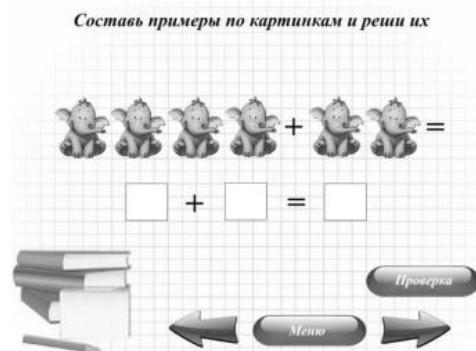 Составь примеры по картинкам и реши их
+ =
+ =
Проверка
Меню